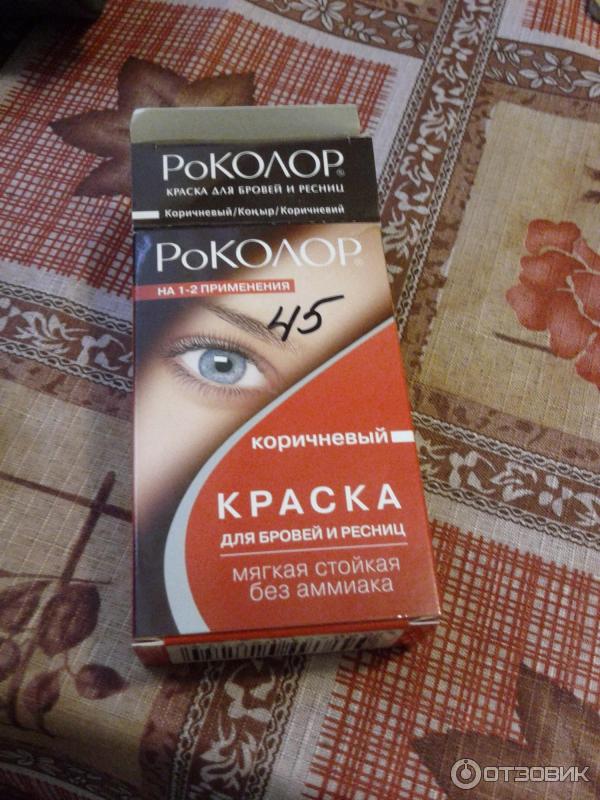 РоКОЛОР®
КРАСКА ДЛЯ БРОВЕЙ И РЕСНИЦ
Коричневый/Коңыр/Коричневий
РоКОЛОР®
НА 1-2 ПРИМЕНЕНИЯ
45
коричневый
КРАСКА
ДЛЯ БРОВЕЙ И РЕСНИЦ
мягкая стойкая
без аммиака
ОТЗОВИК